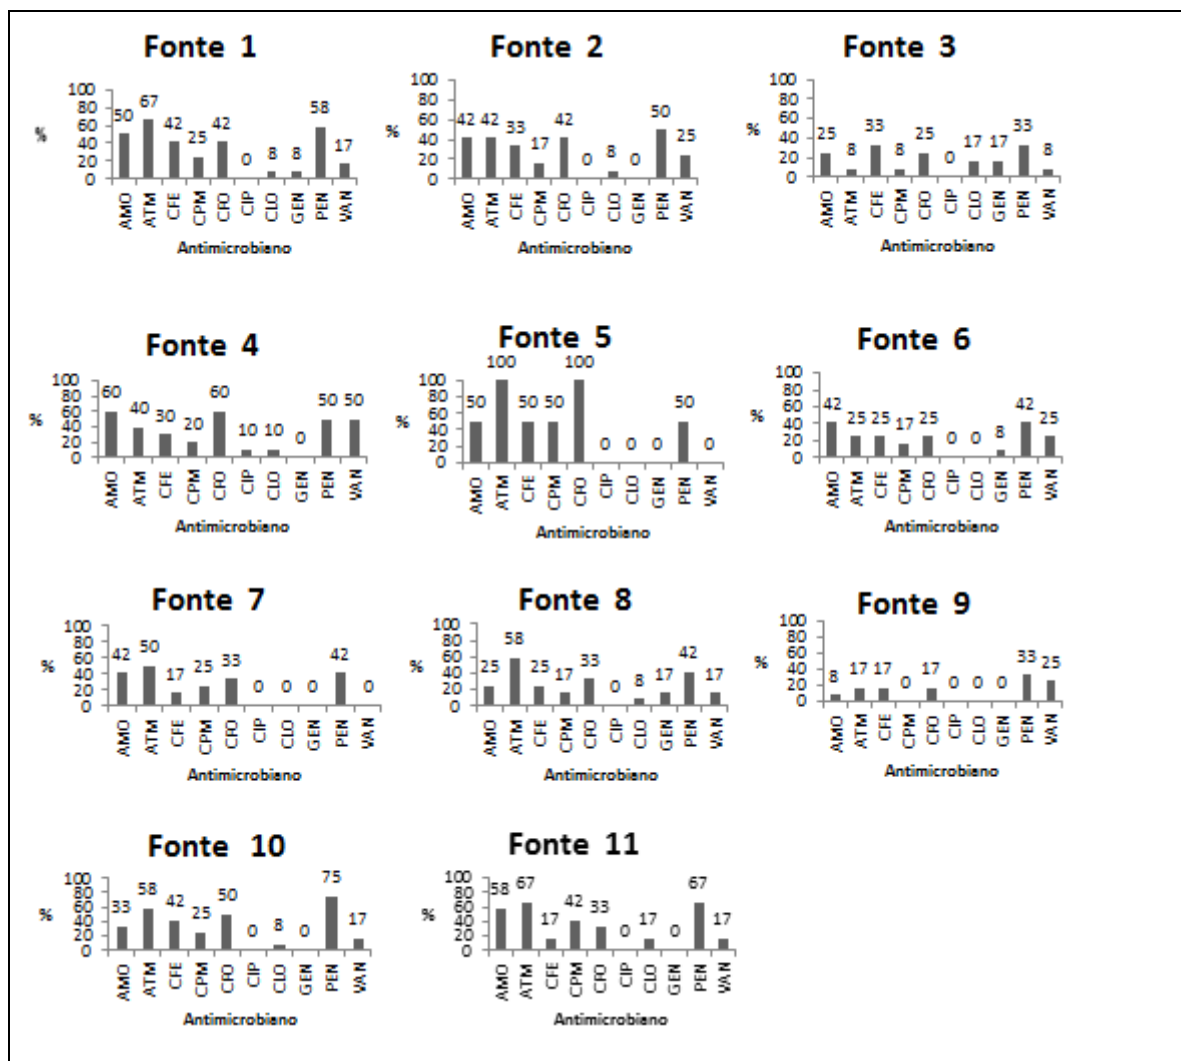 Fonte 1
100
80
60
40
20
0
%
50 67 42 25 42 0 8 8 58 17
AMO ATM CFE CPM CFO CIP CLO GEN PEN VAN
Antimicrobiano
Fonte 2
100
80
60
40
20
0
%
42 42 33 17 42 0 8 0 50 25
AMO ATM CFE CPM CFO CIP CLO GEN PEN VAN
Antimicrobiano
Fonte 3
100
80
60
40
20
0
%
25 8 33 8 25 0 17 17 33 8
AMO ATM CFE CPM CFO CIP CLO GEN PEN VAN
Antimicrobiano
Fonte 4
100
80
60
40
20
0
%
60 40 30 20 60 10 10 0 50 50
AMO ATM CFE CPM CFO CIP CLO GEN PEN VAN
Antimicrobiano
Fonte 5
100
80
60
40
20
0
%
50 100 50 50 100 0 0 0 50 0
AMO ATM CFE CPM CFO CIP CLO GEN PEN VAN
Antimicrobiano
Fonte 6
100
80
60
40
20
0
%
42 25 25 17 25 0 0 8 42 25
AMO ATM CFE CPM CFO CIP CLO GEN PEN VAN
Antimicrobiano
Fonte 7
100
80
60
40
20
0
%
42 50 17 25 33 0 0 0 42 0
AMO ATM CFE CPM CFO CIP CLO GEN PEN VAN
Antimicrobiano
Fonte 8
100
80
60
40
20
0
%
25 58 25 17 33 0 8 17 42 17
AMO ATM CFE CPM CFO CIP CLO GEN PEN VAN
Antimicrobiano
Fonte 9
100
80
60
40
20
0
%
8 17 17 0 17 0 0 0 33 25
AMO ATM CFE CPM CFO CIP CLO GEN PEN VAN
Antimicrobiano
Fonte 10
100
80
60
40
20
0
%
33 58 42 25 50 0 8 0 75 17
AMO ATM CFE CPM CFO CIP CLO GEN PEN VAN
Antimicrobiano
Fonte 11
100
80
60
40
20
0
%
58 67 17 42 33 0 17 0 67 17
AMO ATM CFE CPM CFO CIP CLO GEN PEN VAN
Antimicrobiano